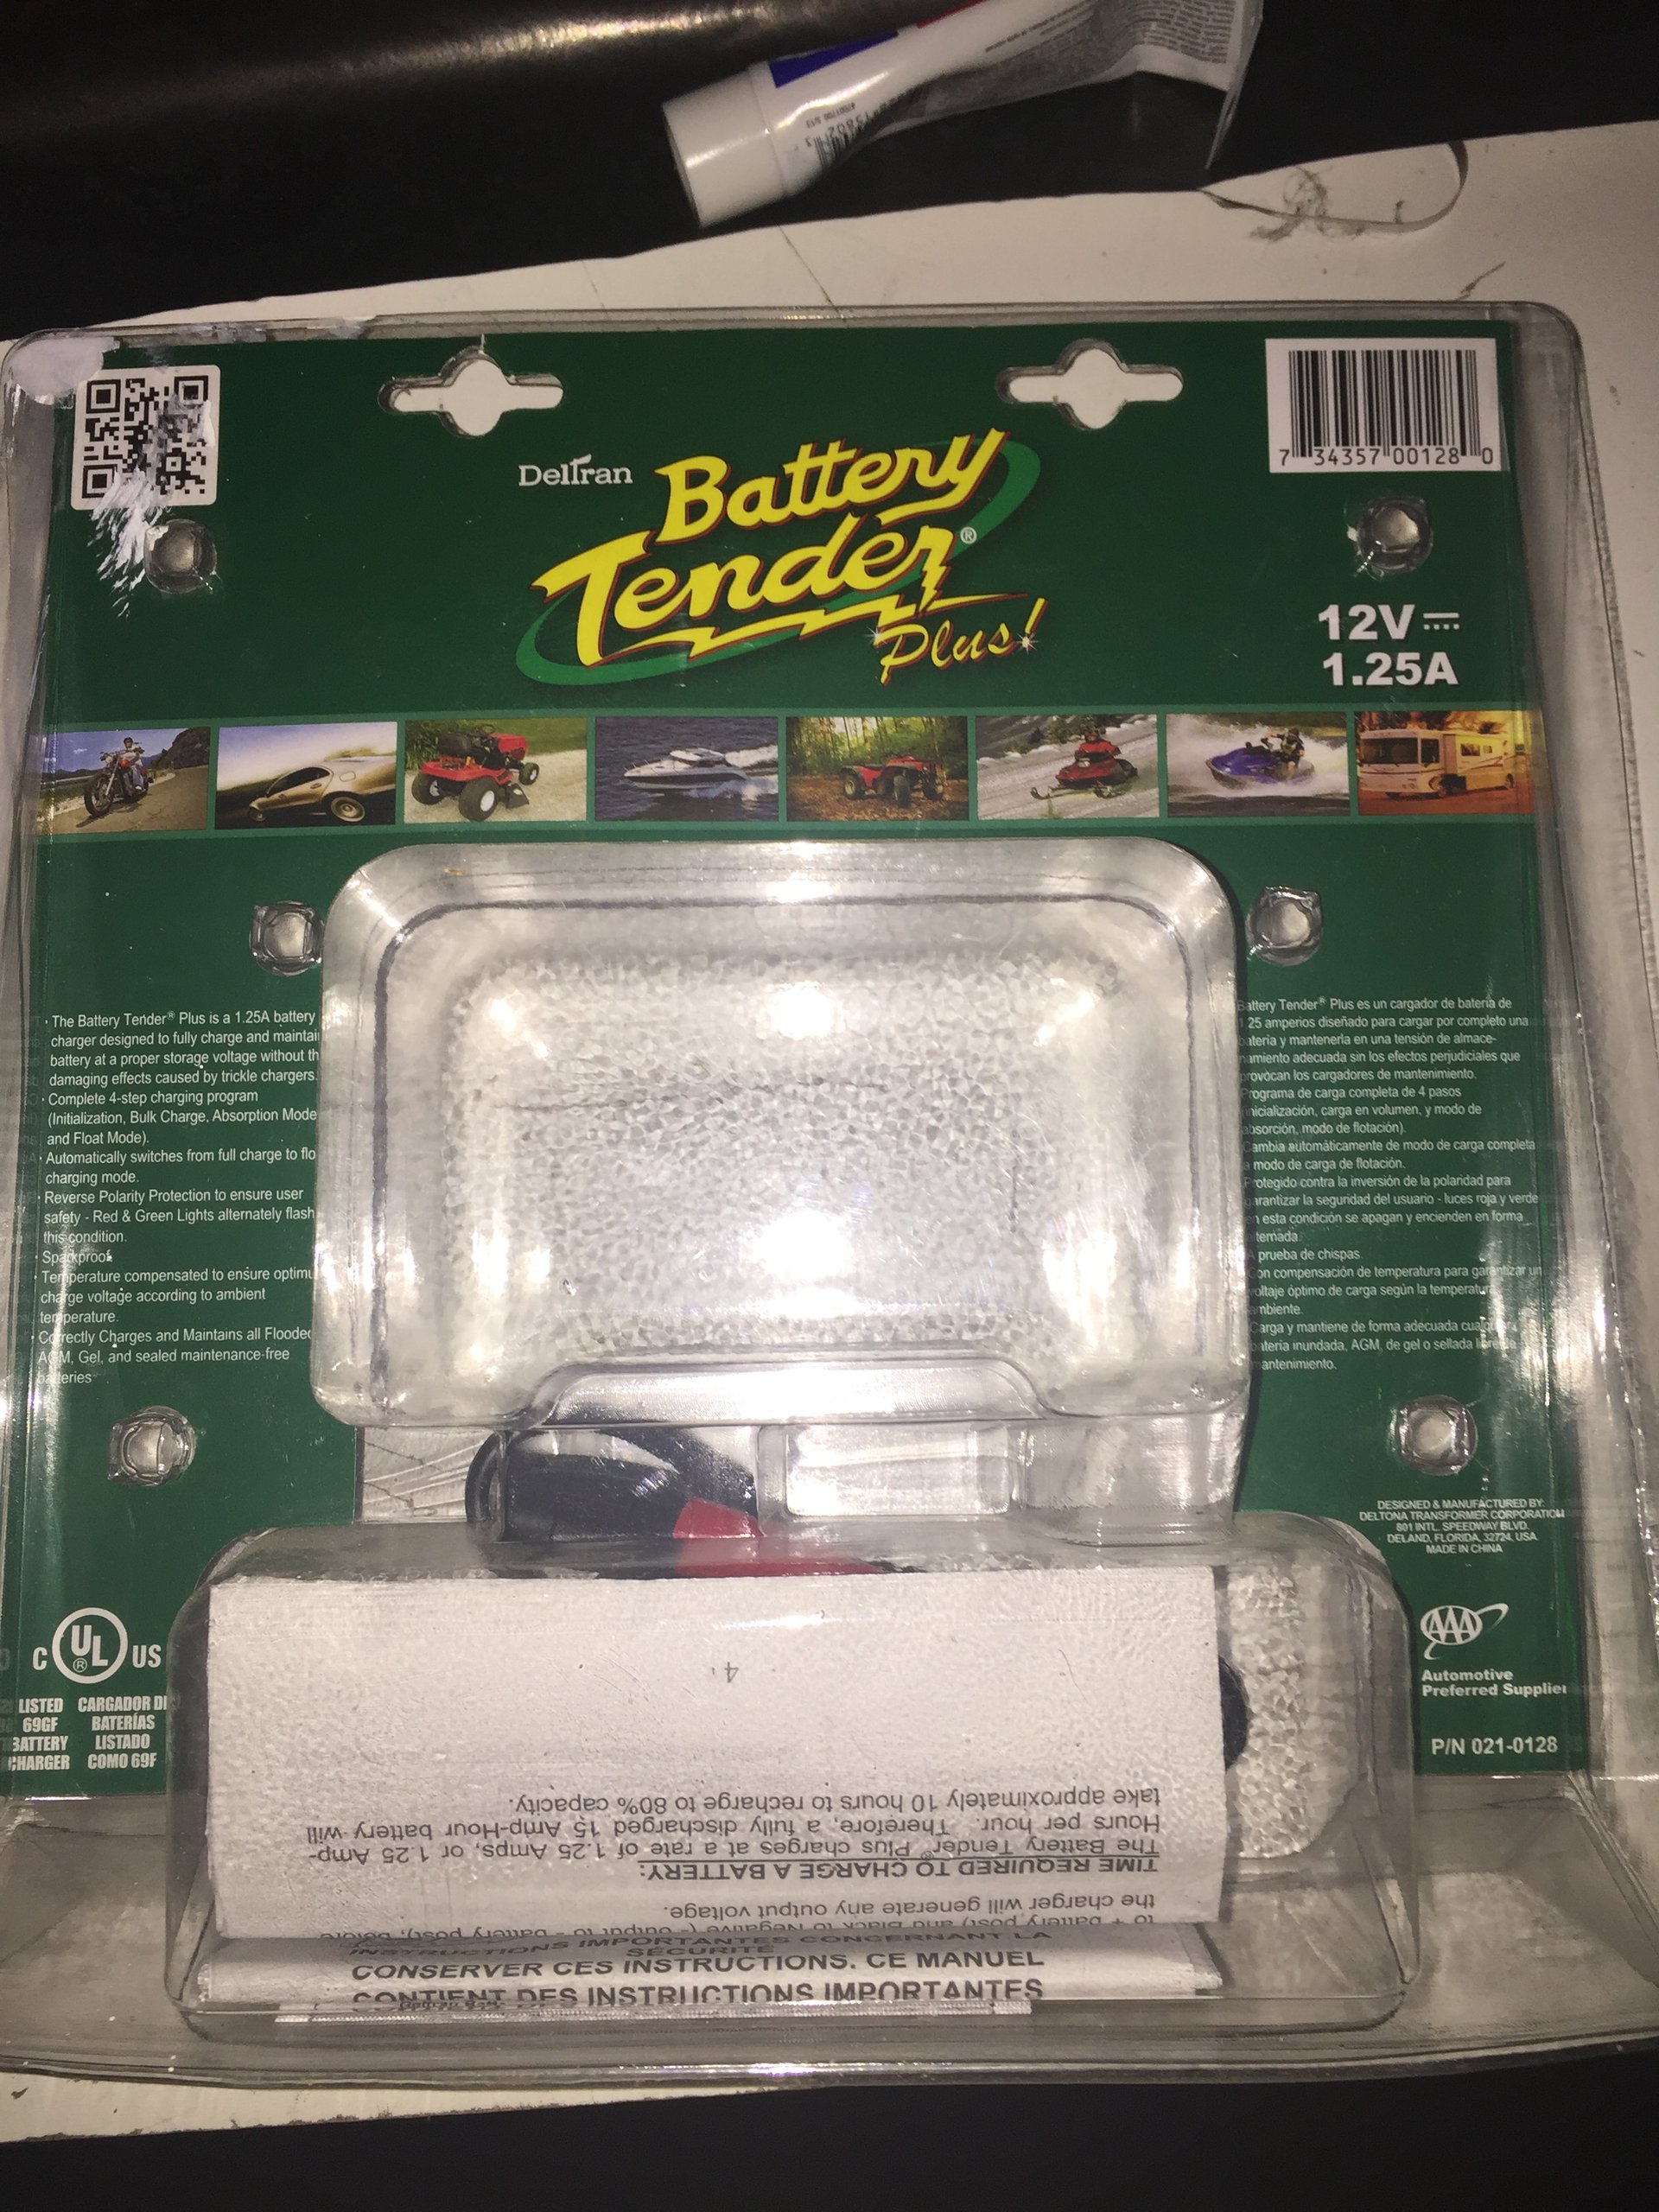 7 34357 00128 0
Deltran
Battery
Tender®
Plus!
12V
1.25A
· The Battery Tender® Plus is a 1.25A battery
charger designed to fully charge and
battery at a proper storage voltage without
damaging effects caused by trickle chargers.
· Complete 4-step charging program
(Initialization, Bulk Charge, Absorption Mode
and Float Mode).
· Automatically switches from full charge to
charging mode.
· Reverse Polarity Protection to ensure user
safety - Red & Green Lights alternately flash
this condition.
· Sparkproof
· Temperature compensated to ensure
charge voltage according to ambient
temperature.
· Correctly Charges and Maintains all
AGM, Gel, and sealed maintenance-free
batteries
Battery Tender® Plus es un cargador de batería de
1.25 amperios diseñado para cargar por completo una
batería y mantenerla en una tensión de almace-
namiento adecuada sin los efectos perjudiciales que
provocan los cargadores de mantenimiento.
Programa de carga completa de 4 pasos
inicialización, carga en volumen, y modo de
absorción, modo de flotación).
Cambia automáticamente de modo de carga completa
a modo de carga de flotación.
Protegido contra la inversión de la polaridad para
garantizar la seguridad del usuario - luces roja y verde
esta condición se apagan y encienden en forma
prueba de chispas
con compensación de temperatura para garantizar un
voltaje óptimo de carga según la temperatura
ambiente.
Carga y mantiene de forma adecuada
batería inundada, AGM, de gel o sellada
mantenimiento.
DESIGNED & MANUFACTURED BY:
DELTONA TRANSFORMER CORPORATION
801 INTL. SPEEDWAY BLVD.
DELAND, FLORIDA, 32724, USA
MADE IN CHINA
C UL ® US
LISTED
69GF
BATTERY
CHARGER
CARGADOR DE
BATERÍAS
LISTADO
COMO 69F
AAA
Automotive
Preferred Supplier
P/N 021-0128
4
to + battery post) and Black to Negative (- output to - battery post), before
the charger will generate any output voltage.
TIME REQUIRED TO CHARGE A BATTERY:
The Battery Tender® Plus charges at a rate of 1.25 Amps, or 1.25 Amp-
Hours per hour. Therefore, a fully discharged 15 Amp-Hour battery will
take approximately 10 hours to recharge to 80% capacity.
INSTRUCTIONS IMPORTANTES CONCERNANT LA
SÉCURITÉ
CONSERVER CES INSTRUCTIONS. CE MANUEL
CONTIENT DES INSTRUCTIONS IMPORTANTES